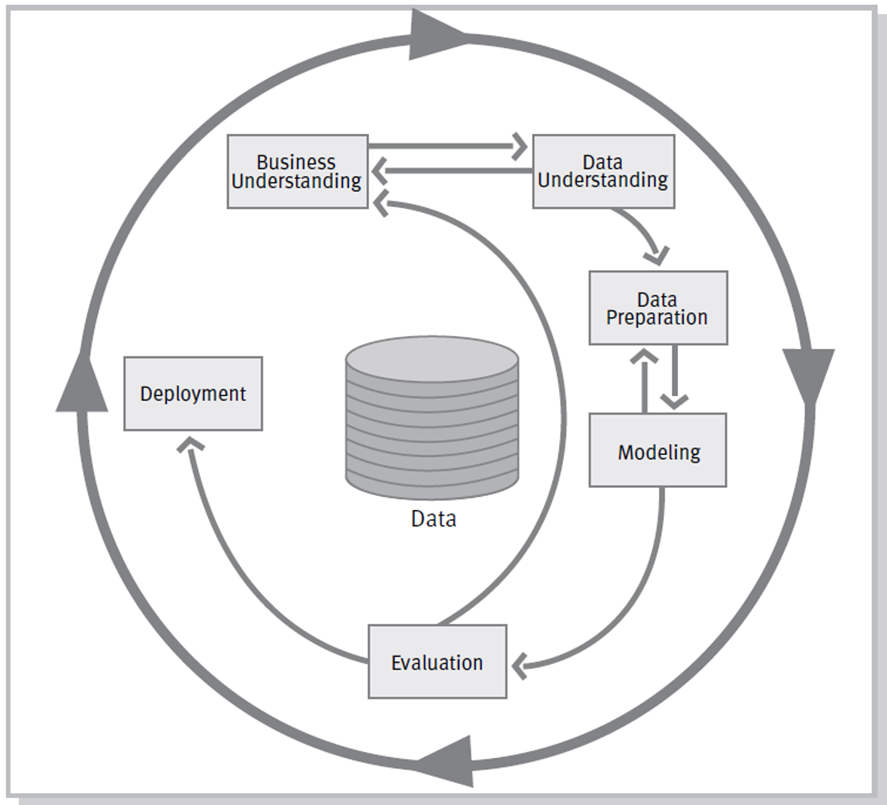 Business
Understanding
Data
Understanding
Data
Preparation
Deployment
Modeling
Data
Evaluation